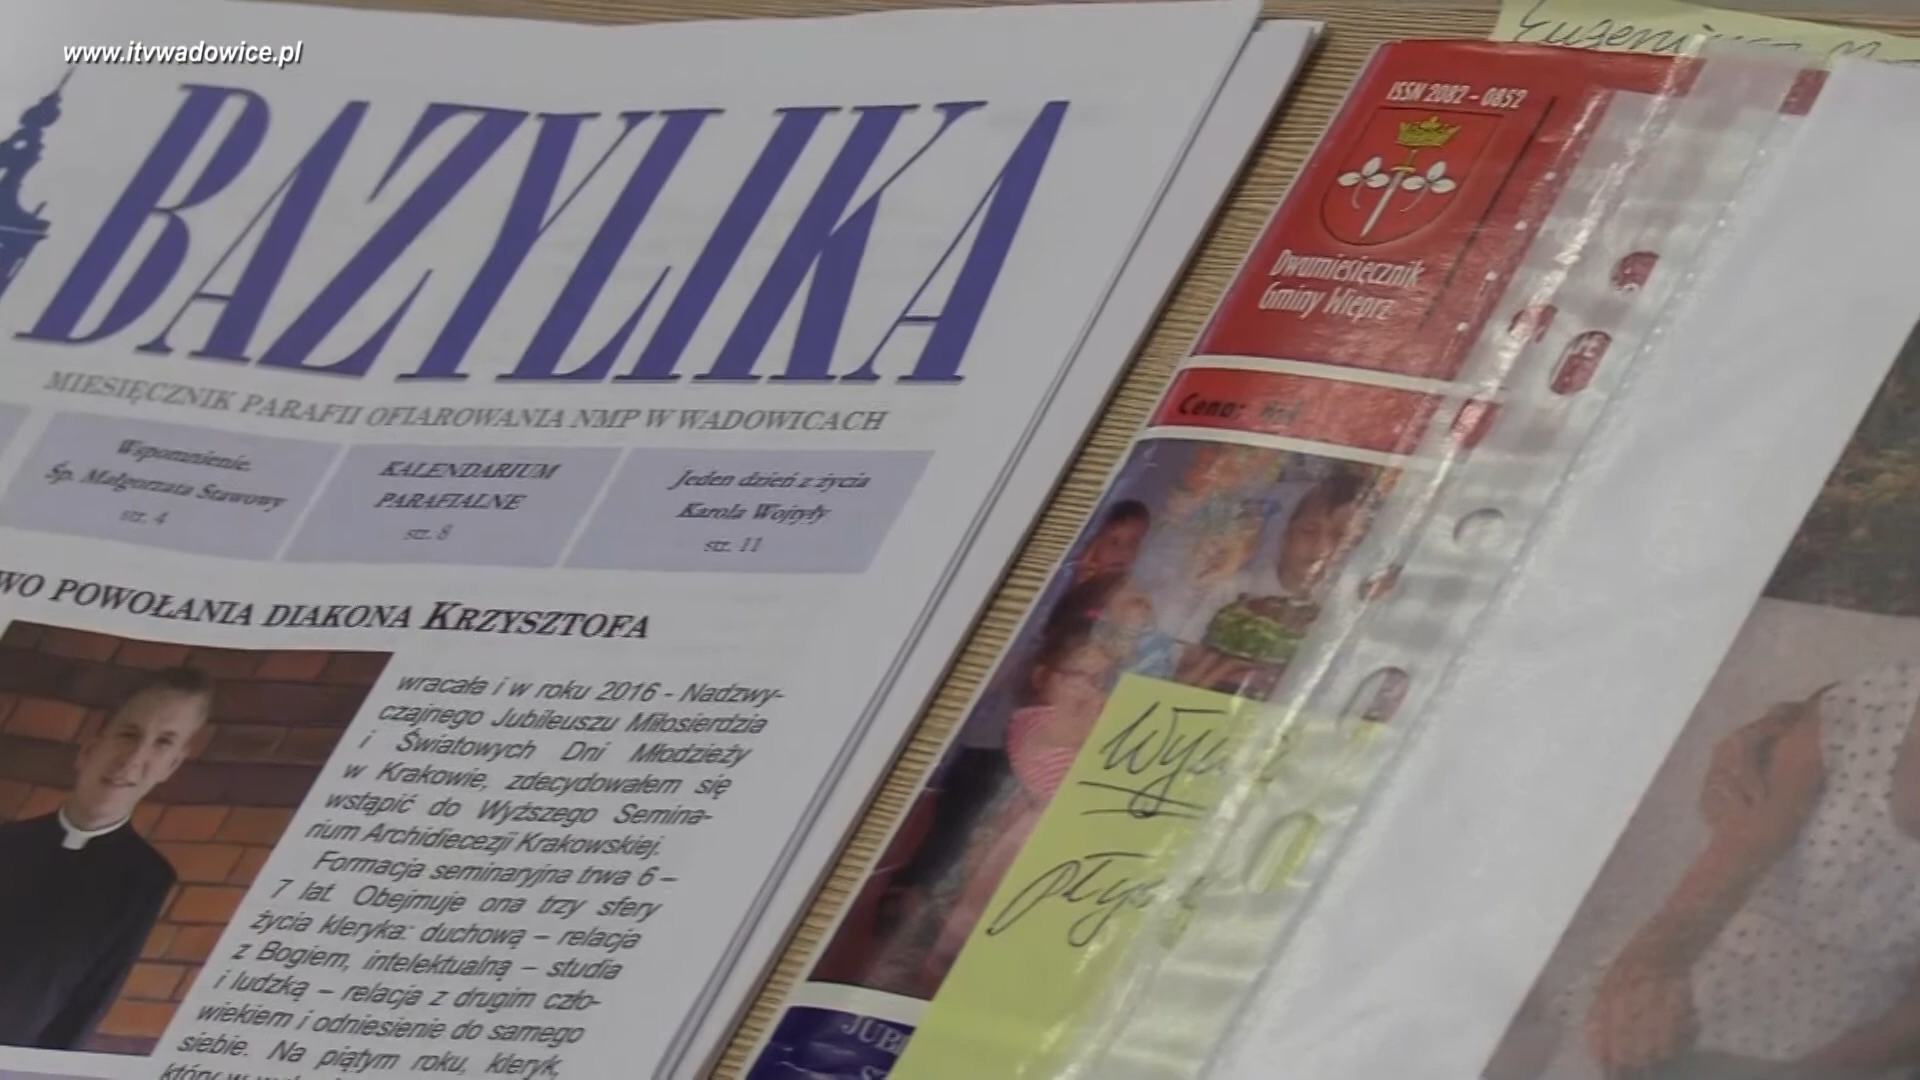 www.itvwadowice.pl
BAZYLIKA
MIESIĘCZNIK PARAFII OFIAROWANIA NMP W WADOWICACH
Wspomnienie.
Śp. Małgorzata Stawowy
str. 4
KALENDARIUM
PARAFIALNE
str. 8
Jeden dzień z życia
Karola Wojtyły
str. 11
POWOŁANIA DIAKONA KRZYSZTOFA
wracała i w roku 2016 - Nadzwy-
czajnego Jubileuszu Miłosierdzia
i Światowych Dni Młodzieży
w Krakowie, zdecydowałem się
wstąpić do Wyższego Semina-
rium Archidiecezji Krakowskiej.
Formacja seminaryjna trwa 6 –
7 lat. Obejmuje ona trzy sfery
życia kleryka: duchową – relacja
z Bogiem, intelektualną – studia
i ludzką – relacja z drugim czło-
wiekiem i odniesienie do samego
siebie. Na piątym roku, kleryk,
który w
ISSN 2082 - 0852
Dwumiesięcznik
Gminy Wieprz
Cena: